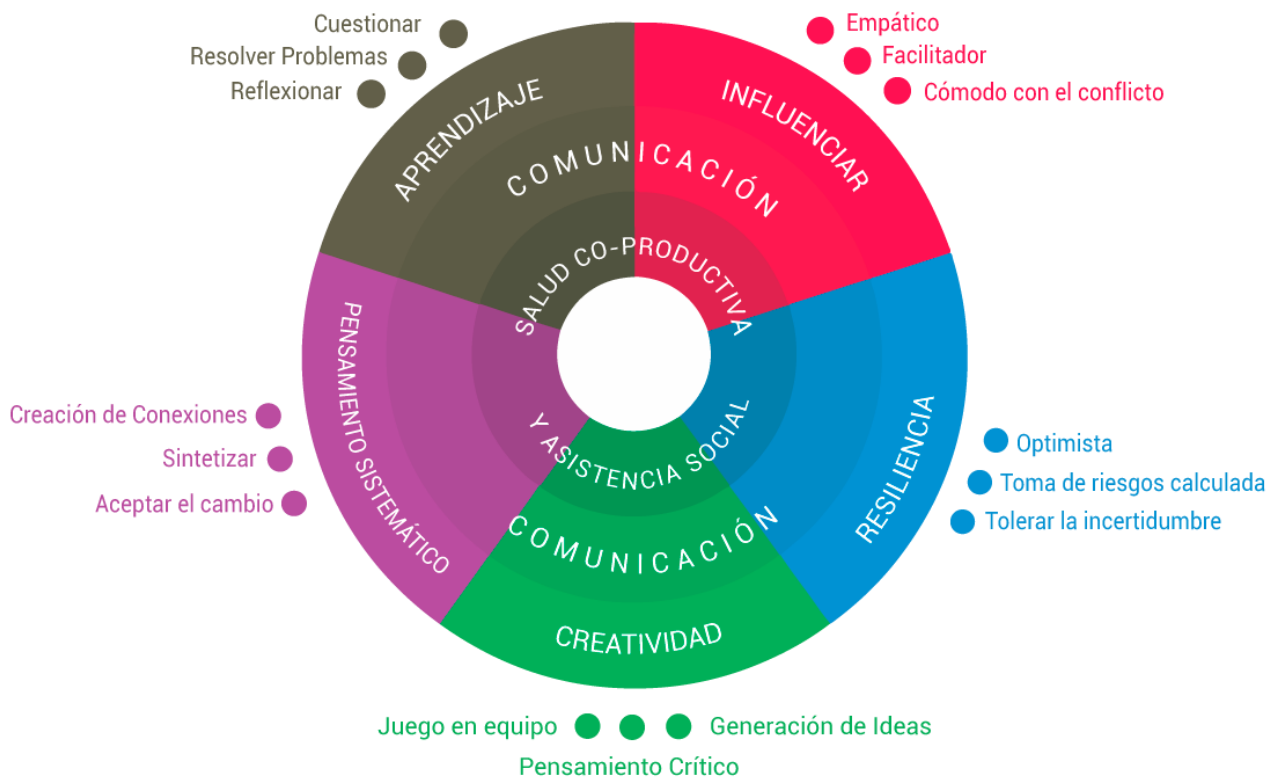 Cuestionar
Resolver Problemas
Reflexionar
Empático
Facilitador
Cómodo con el conflicto
APRENDIZAJE
INFLUENCIAR
COMUNICACIÓN
SALUD CO-PRODUCTIVA
Y ASISTENCIA SOCIAL
COMUNICACIÓN
PENSAMIENTO SISTEMÁTICO
RESILIENCIA
CREATIVIDAD
Creación de Conexiones
Sintetizar
Aceptar el cambio
Optimista
Toma de riesgos calculada
Tolerar la incertidumbre
Juego en equipo
Generación de Ideas
Pensamiento Crítico